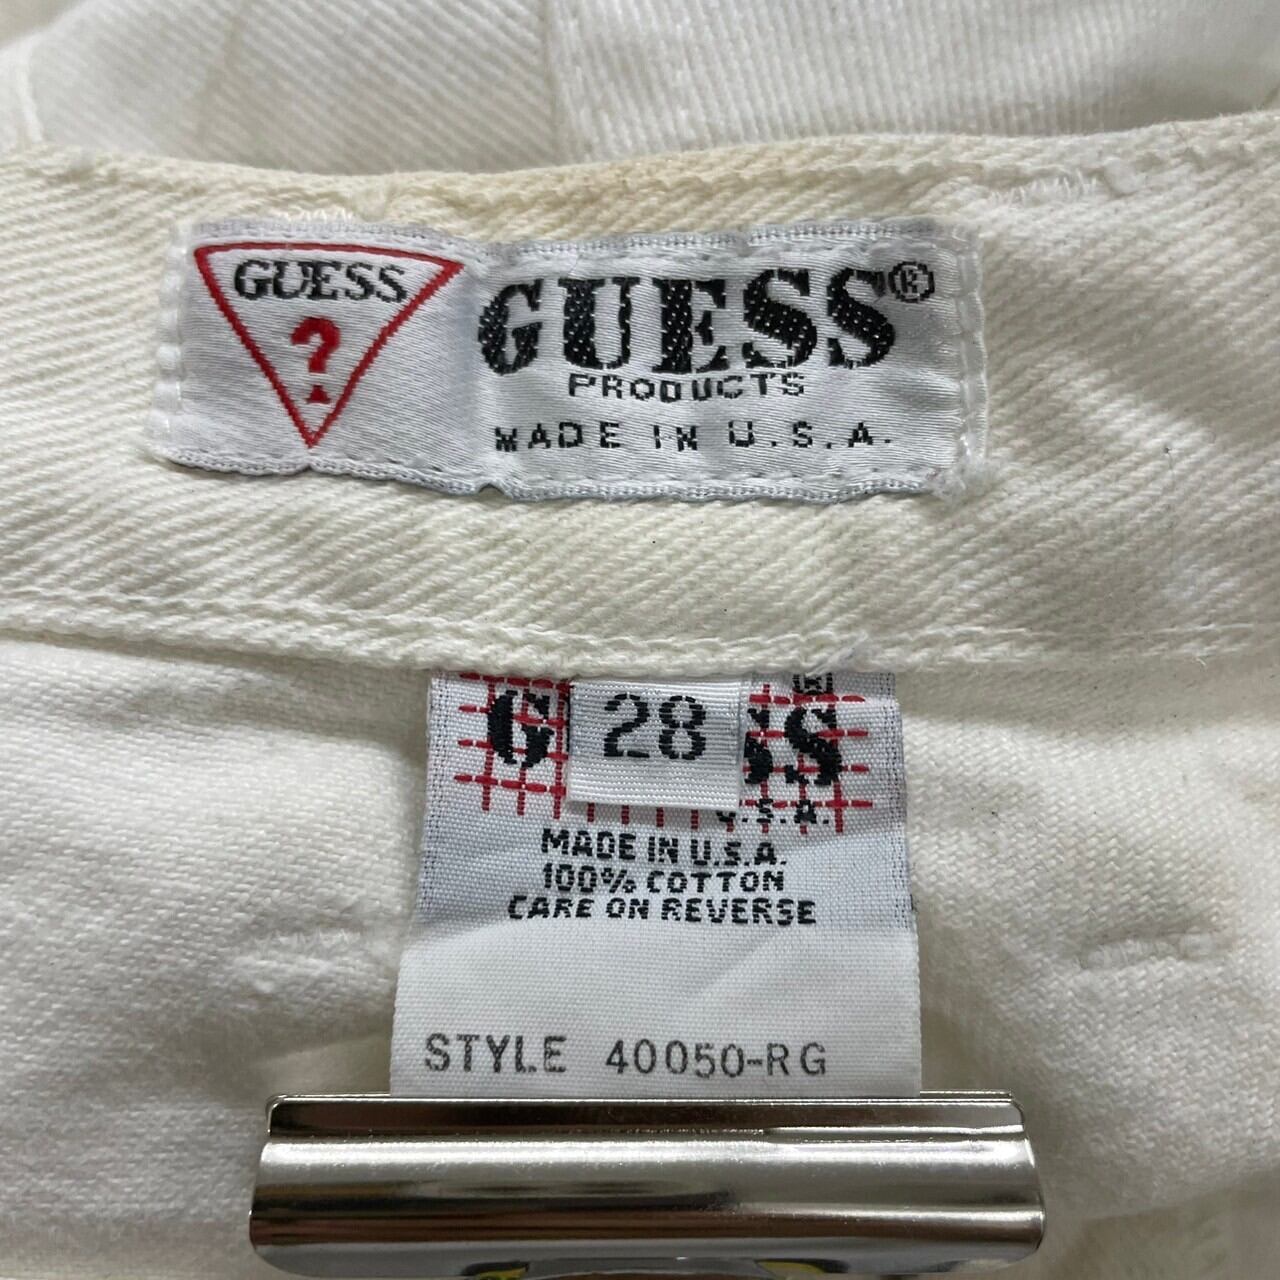 GUESS
?
GUESS®
PRODUCTS
MADE IN U.S.A.
28
U.S.A.
MADE IN U.S.A.
100% COTTON
CARE ON REVERSE
STYLE 40050-RG